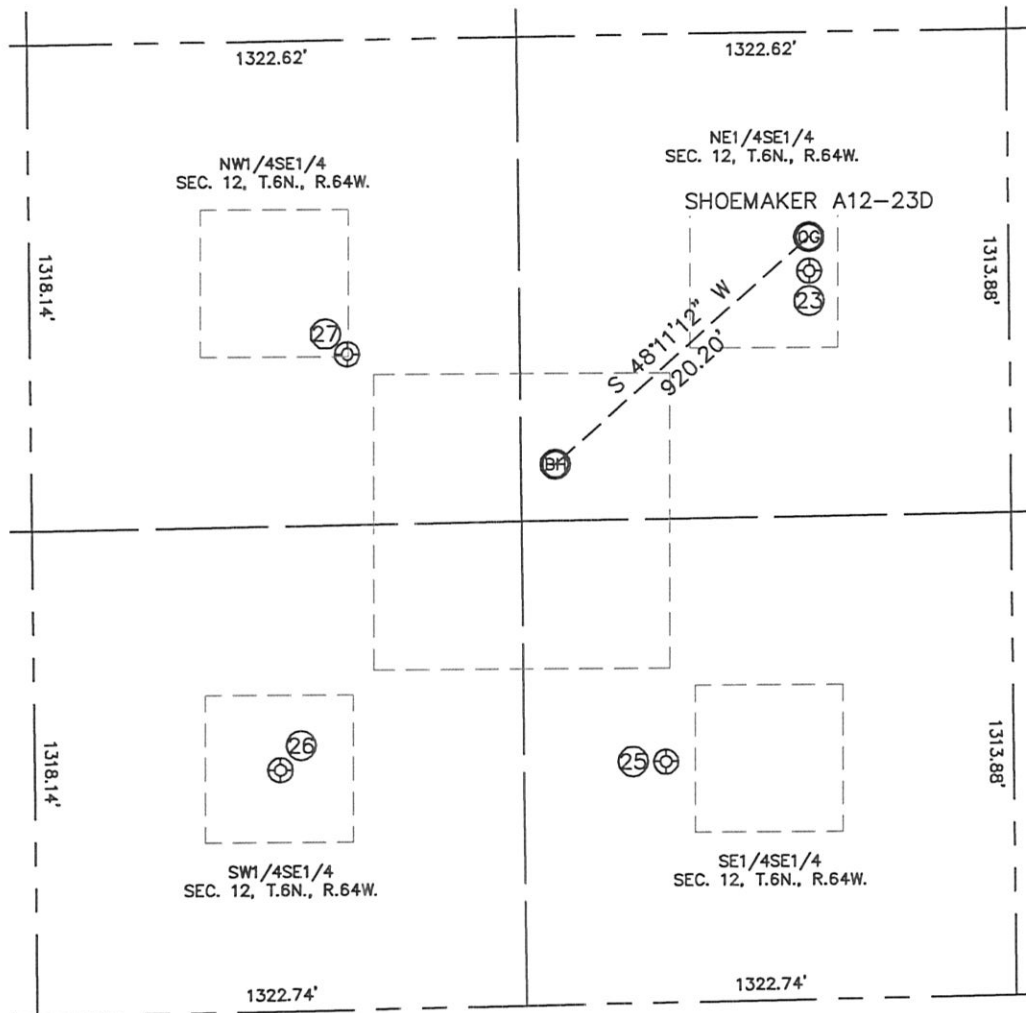 1322.62'
1322.62'
NW1/4SE1/4
SEC. 12, T.6N., R.64W.
NE1/4SE1/4
SEC. 12, T.6N., R.64W.
SHOEMAKER A12-23D
OG
1318.14'
1313.88'
23
27
S 48°11'12" W
920.20'
BH
1318.14'
1313.88'
26
25
SW1/4SE1/4
SEC. 12, T.6N., R.64W.
SE1/4SE1/4
SEC. 12, T.6N., R.64W.
1322.74'
1322.74'